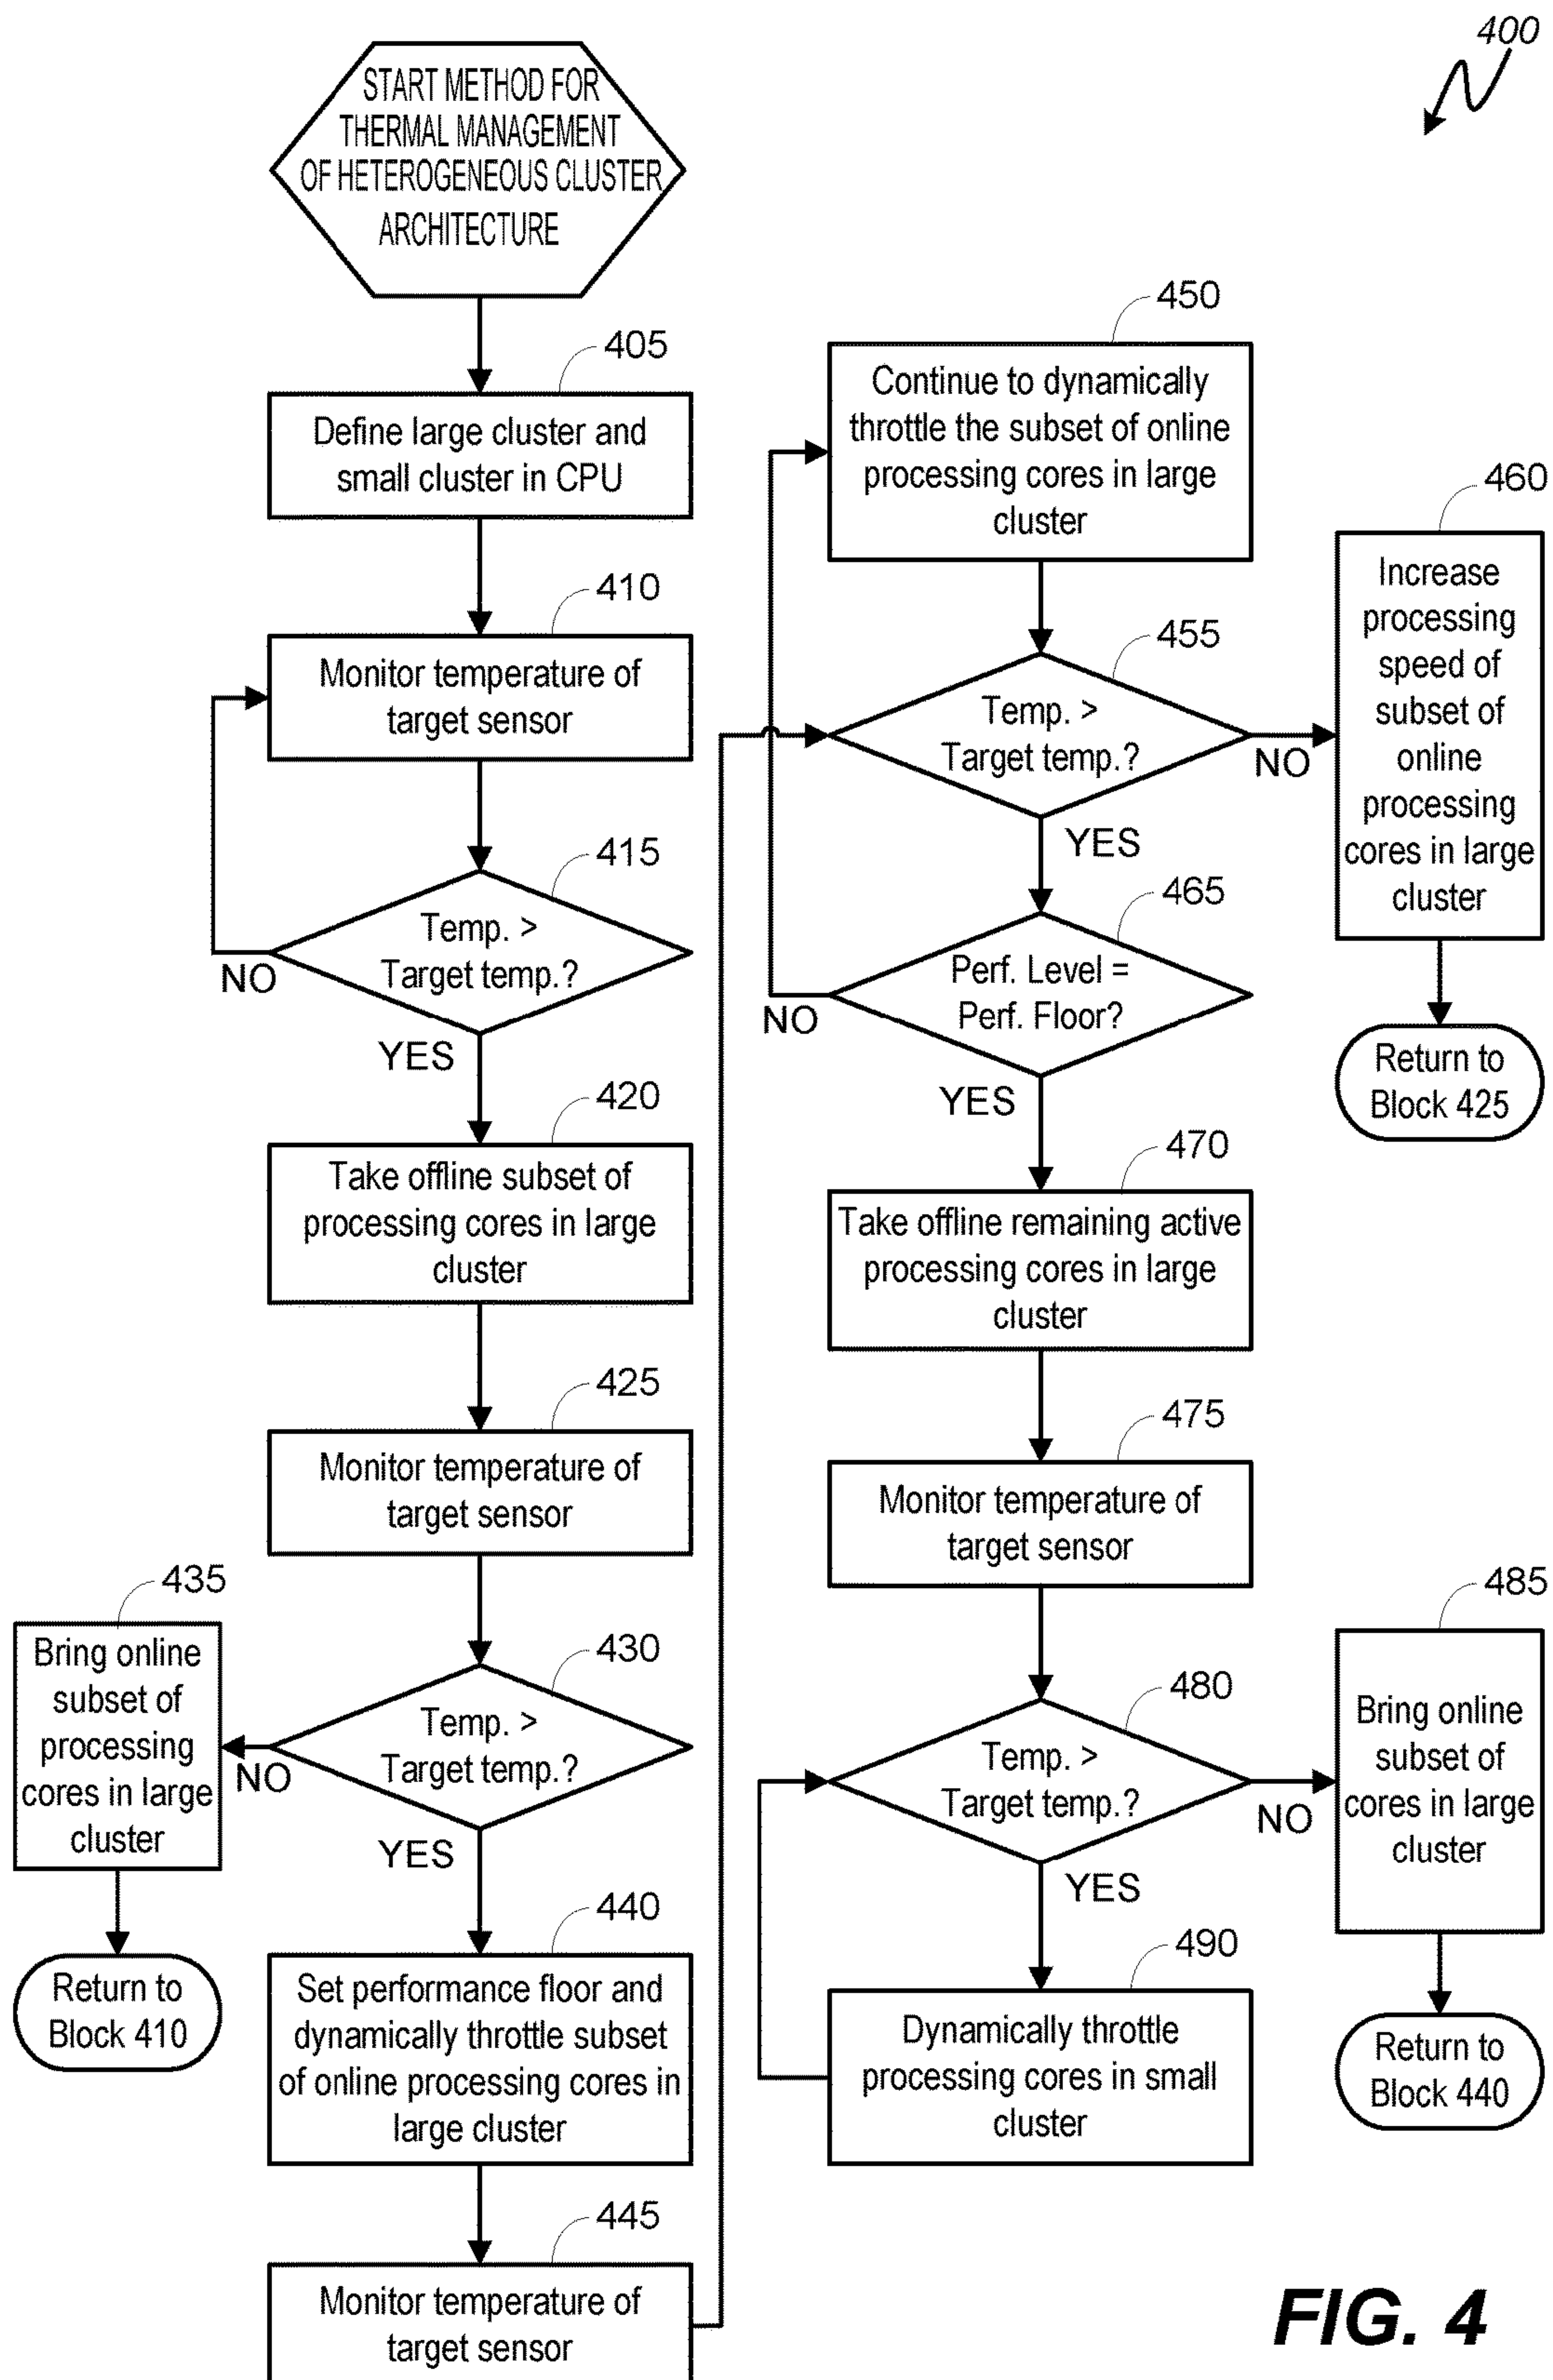 400
START METHOD FOR
THERMAL MANAGEMENT
OF HETEROGENEOUS CLUSTER
ARCHITECTURE
405
Define large cluster and
small cluster in CPU
410
Monitor temperature of
target sensor
415
Temp. >
Target temp.?
NO
YES
420
Take offline subset of
processing cores in large
cluster
425
Monitor temperature of
target sensor
430
Temp. >
Target temp.?
NO
YES
435
Bring online
subset of
processing
cores in large
cluster
Return to
Block 410
440
Set performance floor and
dynamically throttle subset
of online processing cores in
large cluster
445
Monitor temperature of
target sensor
450
Continue to dynamically
throttle the subset of online
processing cores in large
cluster
455
Temp. >
Target temp.?
NO
YES
460
Increase
processing
speed of
subset of
online
processing
cores in large
cluster
Return to
Block 425
465
Perf. Level =
Perf. Floor?
NO
YES
470
Take offline remaining active
processing cores in large
cluster
475
Monitor temperature of
target sensor
480
Temp. >
Target temp.?
NO
YES
485
Bring online
subset of
cores in large
cluster
Return to
Block 440
490
Dynamically throttle
processing cores in small
cluster
FIG. 4